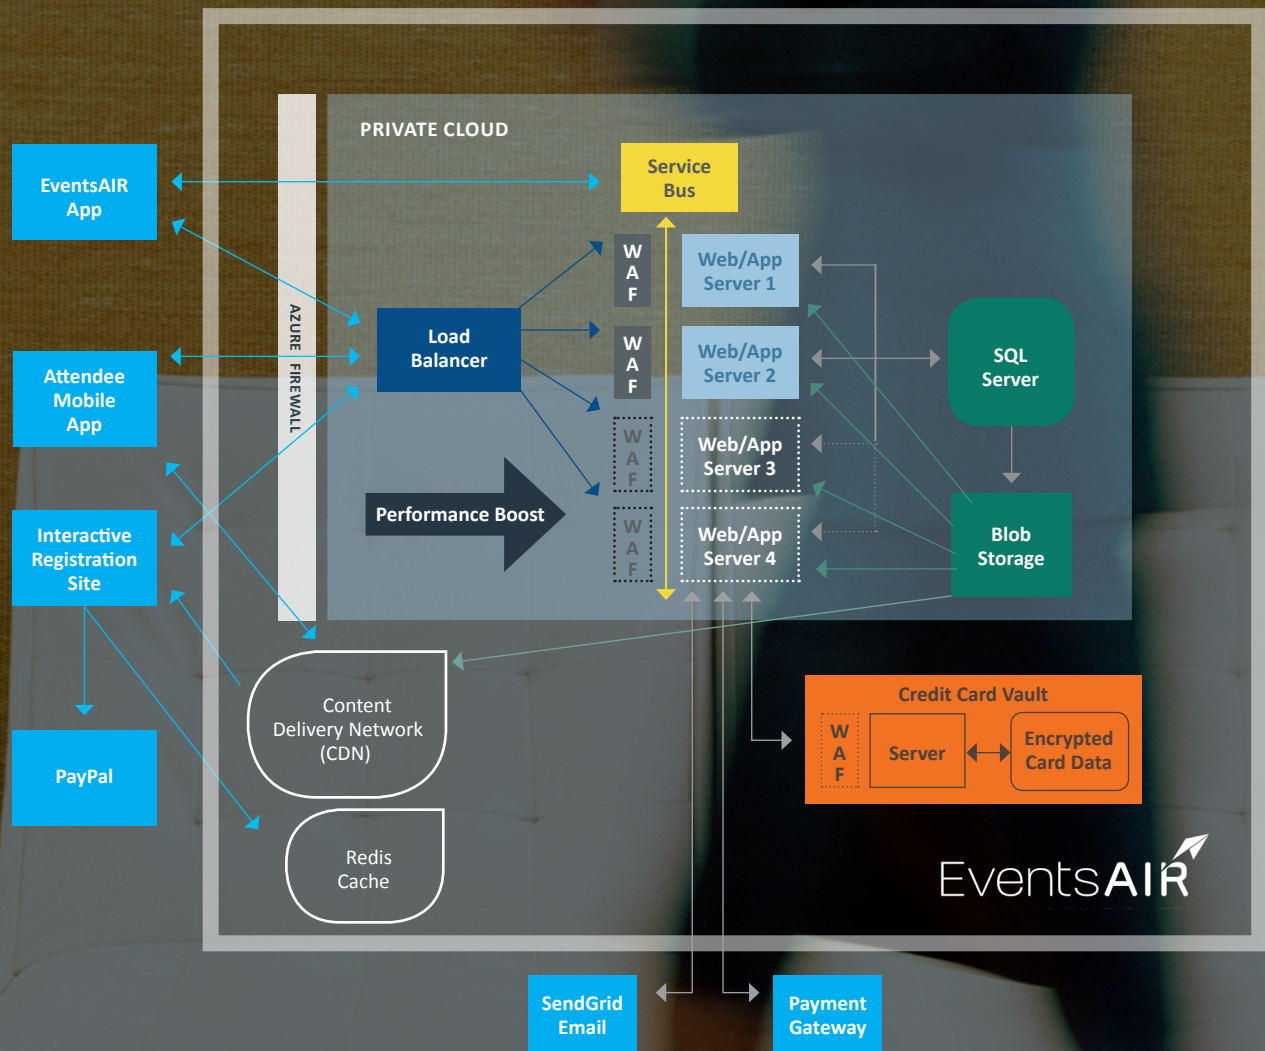 PRIVATE CLOUD
EventsAIR
App
Service
Bus
W
A
F
Web/App
Server 1
AZURE FIREWALL
Load
Balancer
W
A
F
Web/App
Server 2
SQL
Server
Attendee
Mobile
App
W
A
F
Web/App
Server 3
Performance Boost
Interactive
Registration
Site
W
A
F
Web/App
Server 4
Blob
Storage
Content
Delivery Network
(CDN)
Credit Card Vault
W
A
F
Server
Encrypted
Card Data
PayPal
Redis
Cache
EventsAIR
SendGrid
Email
Payment
Gateway